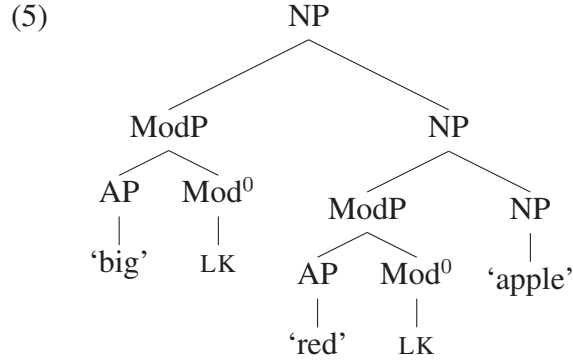 (5) NP
ModP NP
AP Mod⁰ ModP NP
‘big’ LK AP Mod⁰ ‘apple’
‘red’ LK